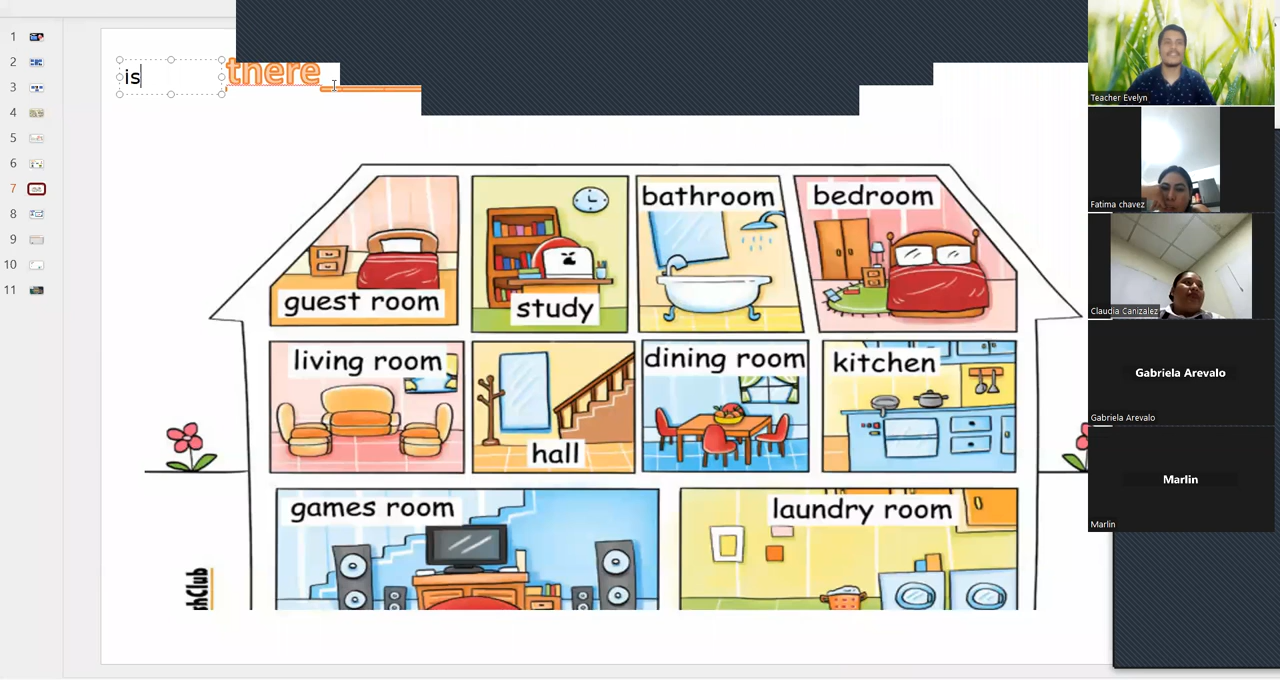 is there
bathroom bedroom
guest room study
living room hall dining room kitchen
games room laundry room
1
2
3
4
5
6
7
8
9
10
11
Teacher Evelyn
Fatima chavez
Claudia Canizalez
Gabriela Arevalo
Gabriela Arevalo
Marlin
Marlin